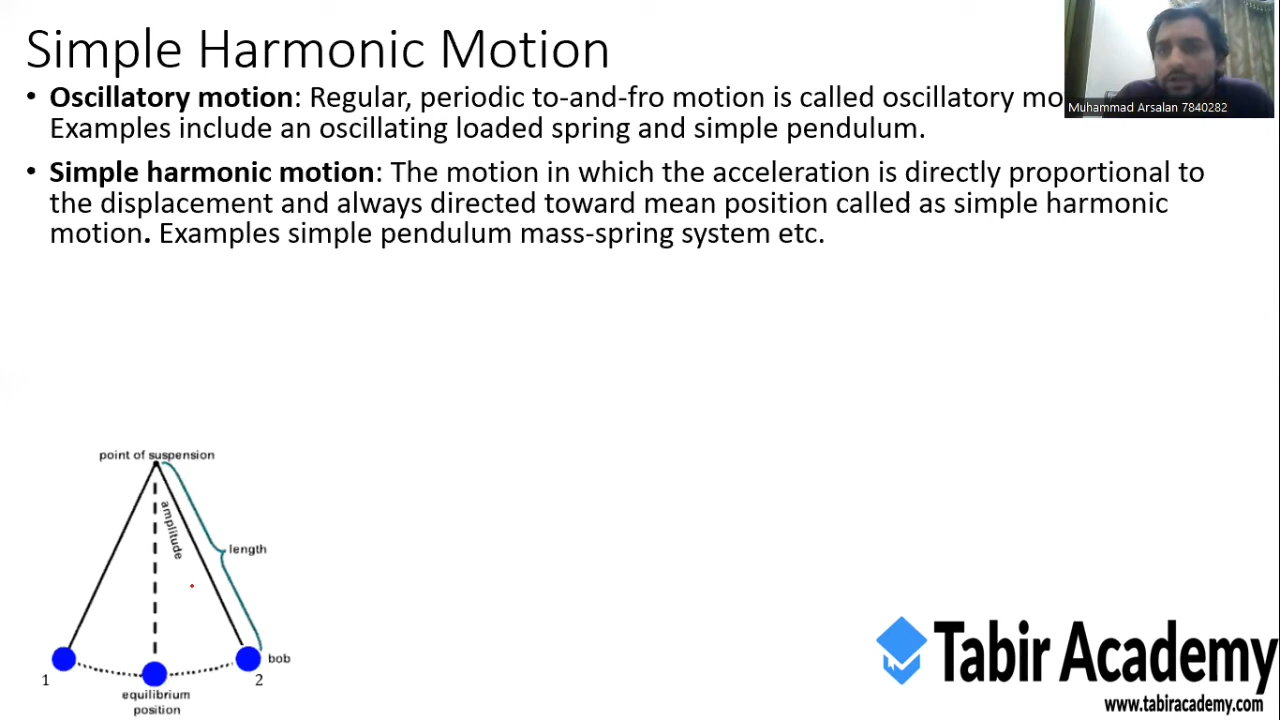 Simple Harmonic Motion
• Oscillatory motion: Regular, periodic to-and-fro motion is called oscillatory mo
Muhammad Arsalan 7840282
Examples include an oscillating loaded spring and simple pendulum.
• Simple harmonic motion: The motion in which the acceleration is directly proportional to
the displacement and always directed toward mean position called as simple harmonic
motion. Examples simple pendulum mass-spring system etc.
point of suspension
amplitude
length
bob
1
2
equilibrium
position
Tabir Academy
www.tabiracademy.com